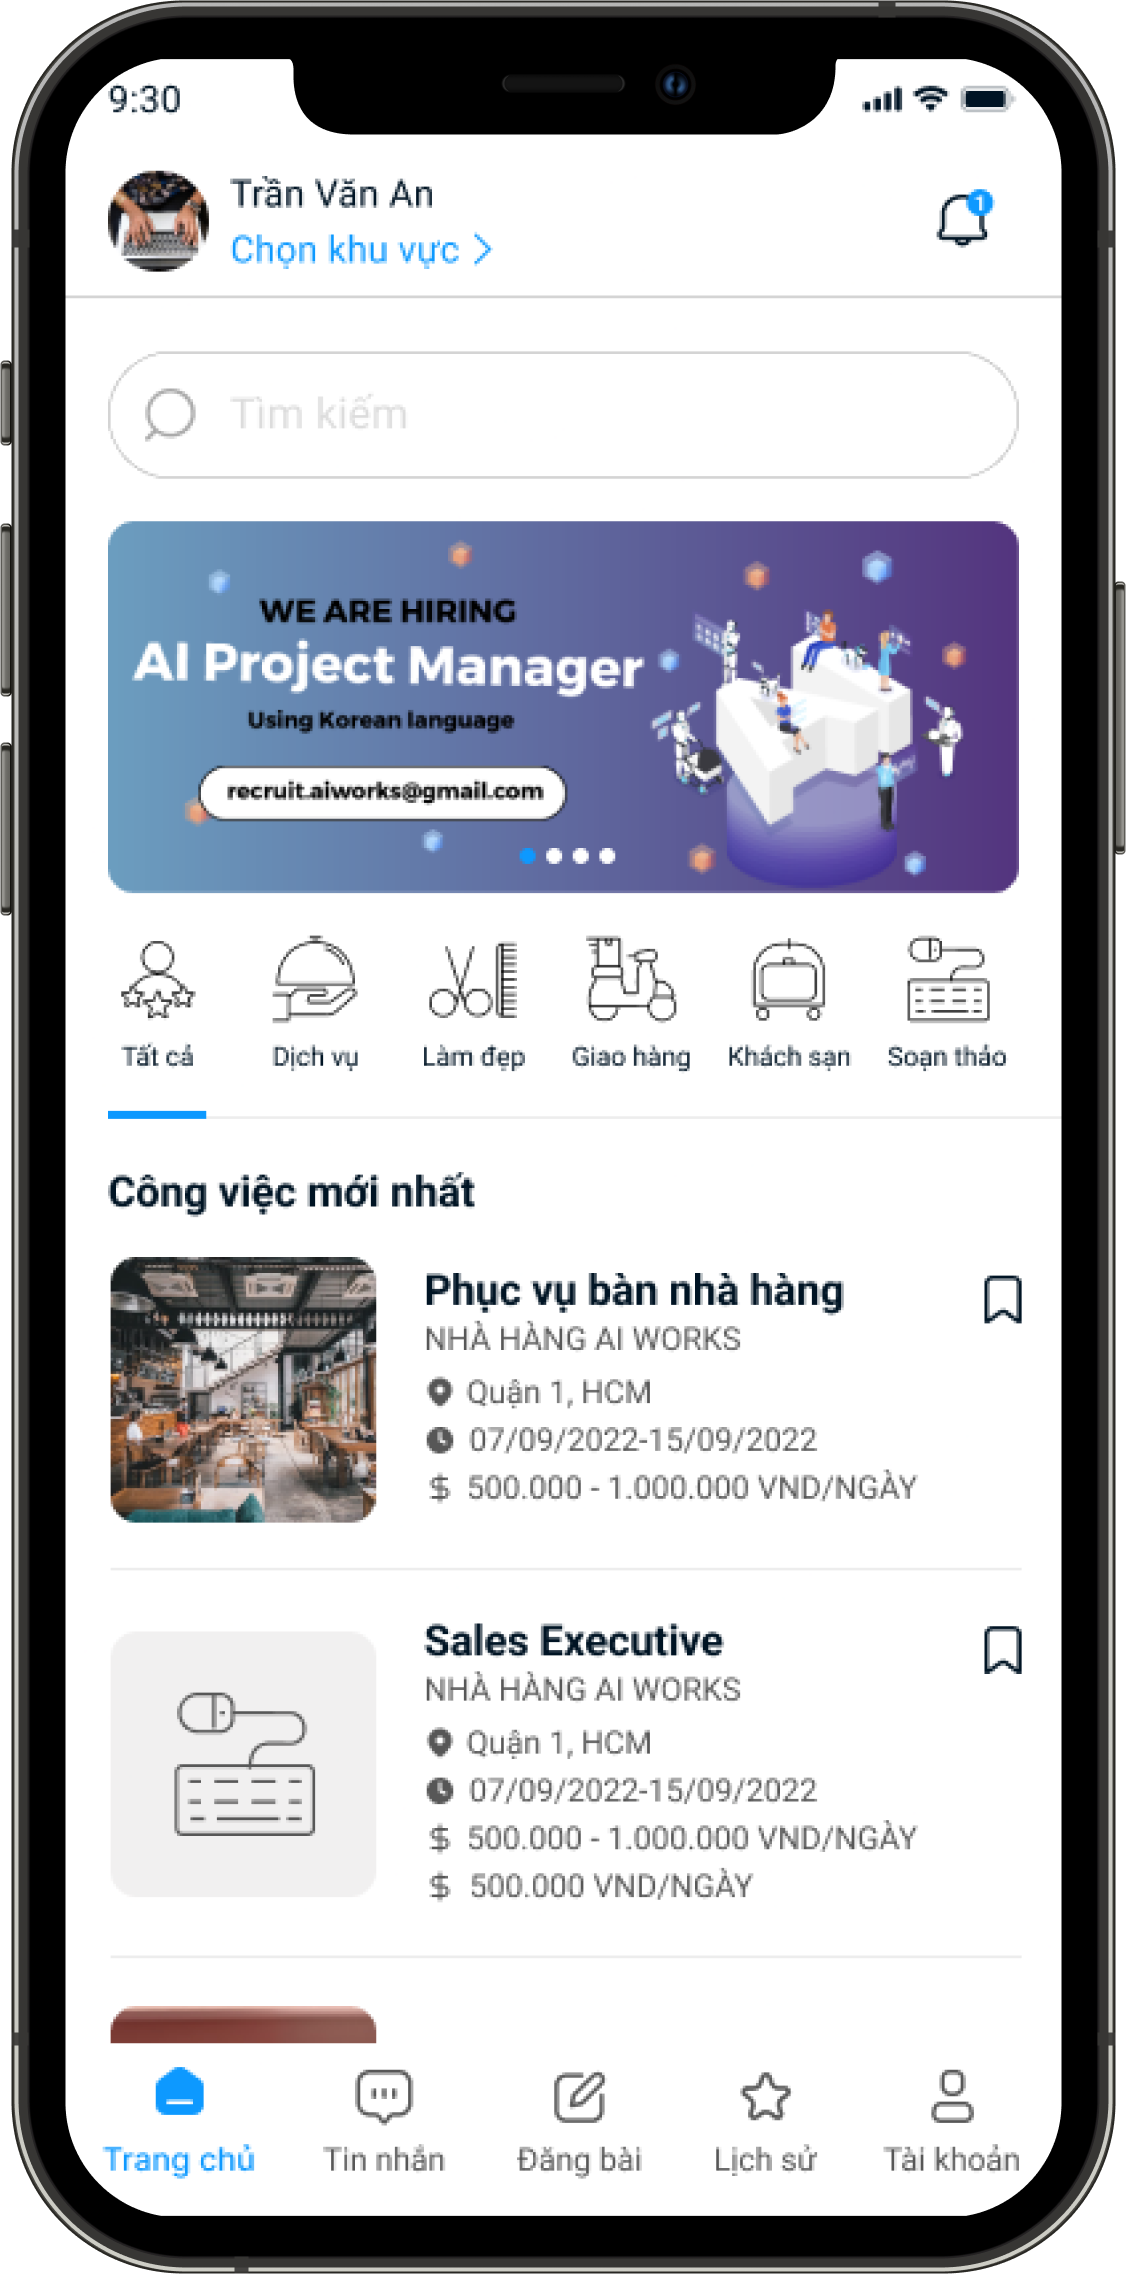 9:30
Trần Văn An
Chọn khu vực >
1
Tìm kiếm
WE ARE HIRING
AI Project Manager
Using Korean language
recruit.aiworks@gmail.com
Tất cả
Dịch vụ
Làm đẹp
Giao hàng
Khách sạn
Soạn thảo
Công việc mới nhất
Phục vụ bàn nhà hàng
NHÀ HÀNG AI WORKS
Quận 1, HCM
07/09/2022-15/09/2022
$ 500.000 - 1.000.000 VND/NGÀY
Sales Executive
NHÀ HÀNG AI WORKS
Quận 1, HCM
07/09/2022-15/09/2022
$ 500.000 - 1.000.000 VND/NGÀY
$ 500.000 VND/NGÀY
Trang chủ
Tin nhắn
Đăng bài
Lịch sử
Tài khoản